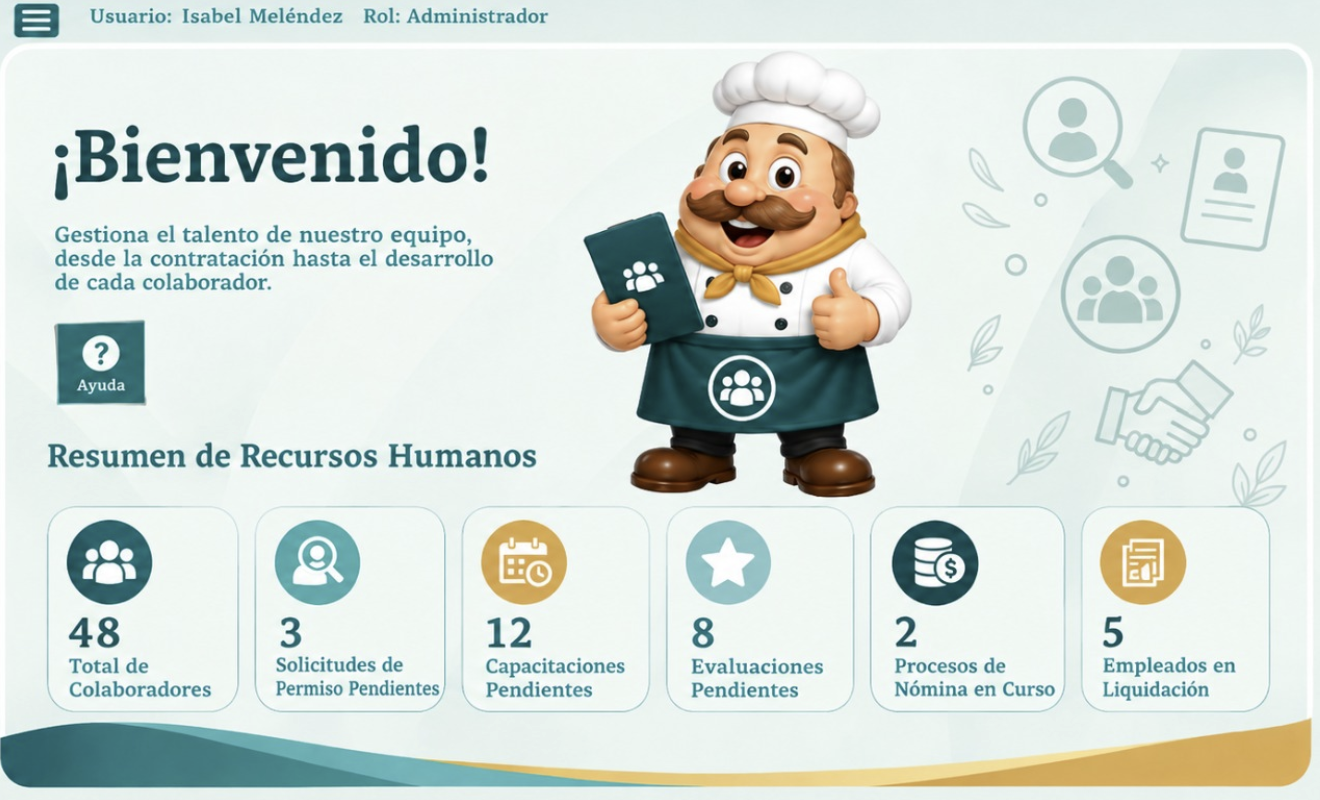 Usuario: Isabel Meléndez Rol: Administrador
¡Bienvenido!
Gestiona el talento de nuestro equipo,
desde la contratación hasta el desarrollo
de cada colaborador.
?
Ayuda
Resumen de Recursos Humanos
48
Total de
Colaboradores
3
Solicitudes de
Permiso Pendientes
12
Capacitaciones
Pendientes
8
Evaluaciones
Pendientes
$
2
Procesos de
Nómina en Curso
5
Empleados en
Liquidación